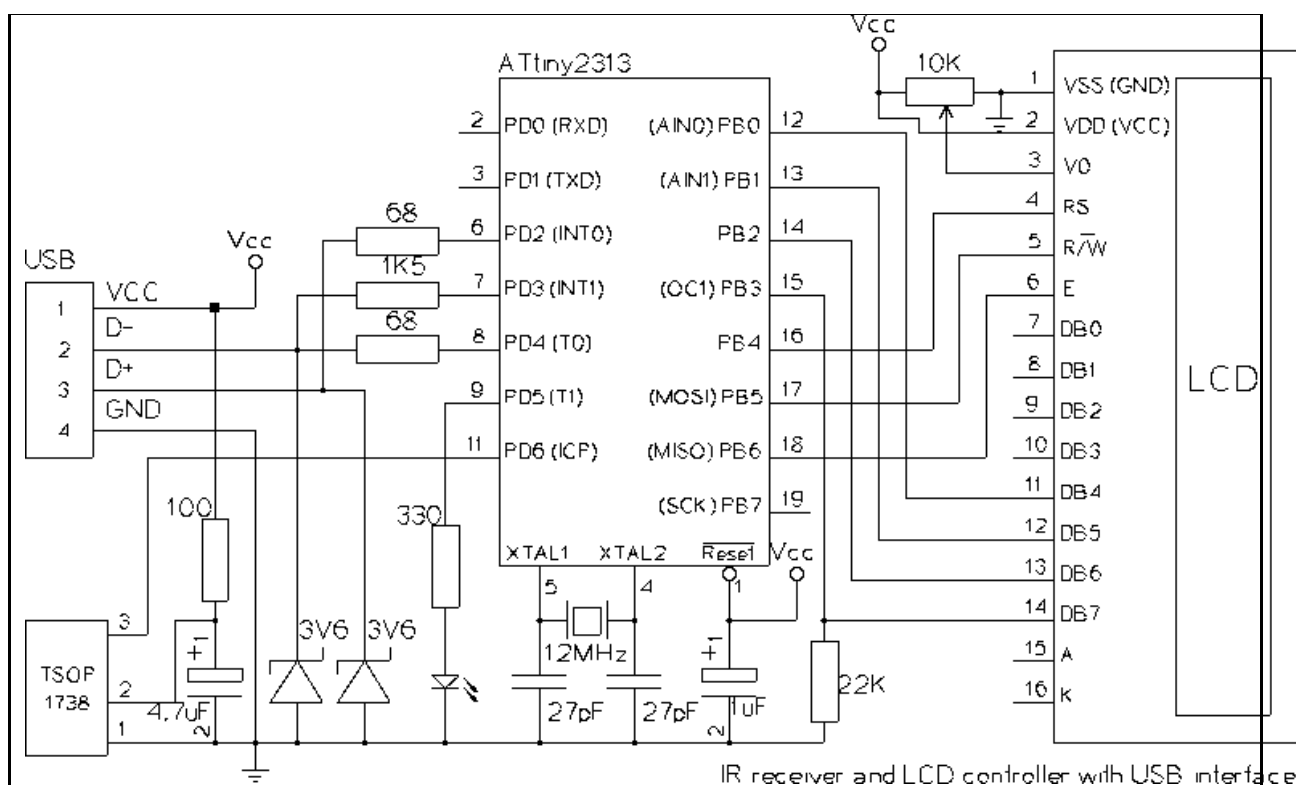 Vcc
ATtiny2313
10K
1 VSS (GND)
2 VDD (VCC)
3 V0
4 RS
5 R/W
6 E
7 DB0
8 DB1
9 DB2
10 DB3
11 DB4
12 DB5
13 DB6
14 DB7
15 A
16 K
LCD
2 PD0 (RXD)
3 PD1 (TXD)
6 PD2 (INT0)
7 PD3 (INT1)
8 PD4 (T0)
9 PD5 (T1)
11 PD6 (ICP)
(AIN0) PB0 12
(AIN1) PB1 13
PB2 14
(OC1) PB3 15
PB4 16
(MOSI) PB5 17
(MISO) PB6 18
(SCK) PB7 19
XTAL1 XTAL2 Reset Vcc
5 4 1
68
1K5
68
Vcc
USB
1 VCC
2 D-
3 D+
4 GND
100
330
3
2
1
TSOP
1738
+1
4.7uF
2
3V6 3V6
12MHz
27pF 27pF
+1
1uF
2
22K
IR receiver and LCD controller with USB interface